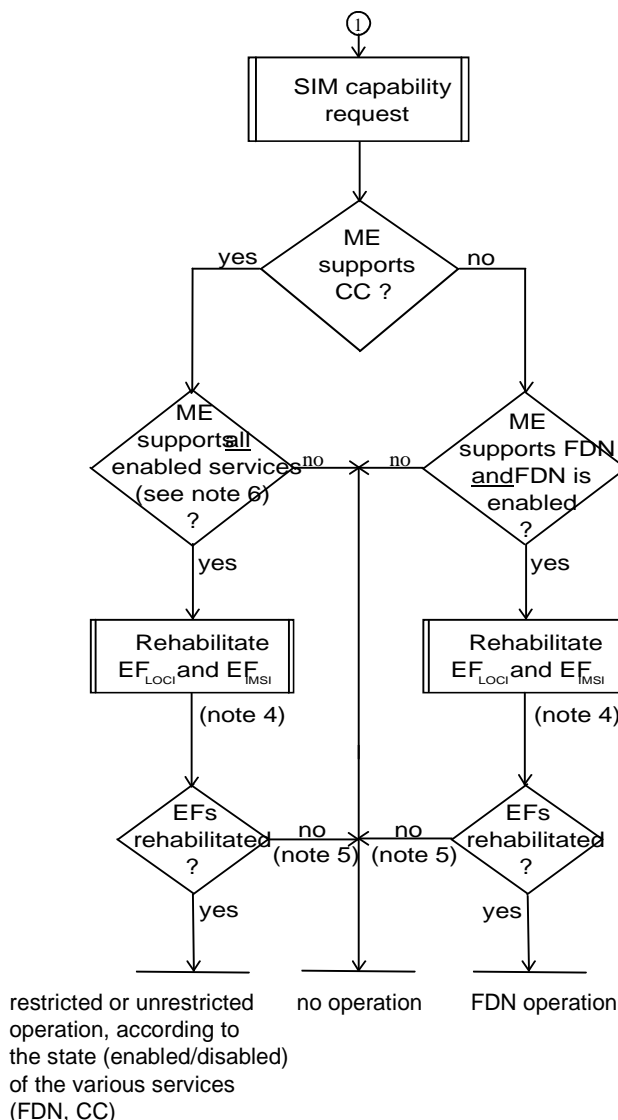 1
SIM capability
request
ME
supports
CC ?
yes
no
ME
supports all
enabled services
(see note 6)
?
no
no
ME
supports FDN
and FDN is
enabled
?
yes
yes
Rehabilitate
EFLOCI and EFIMSI
Rehabilitate
EFLOCI and EFIMSI
(note 4)
(note 4)
EFs
rehabilitated
?
no
(note 5)
no
(note 5)
EFs
rehabilitated
?
yes
yes
restricted or unrestricted
operation, according to
the state (enabled/disabled)
of the various services
(FDN, CC)
no operation
FDN operation